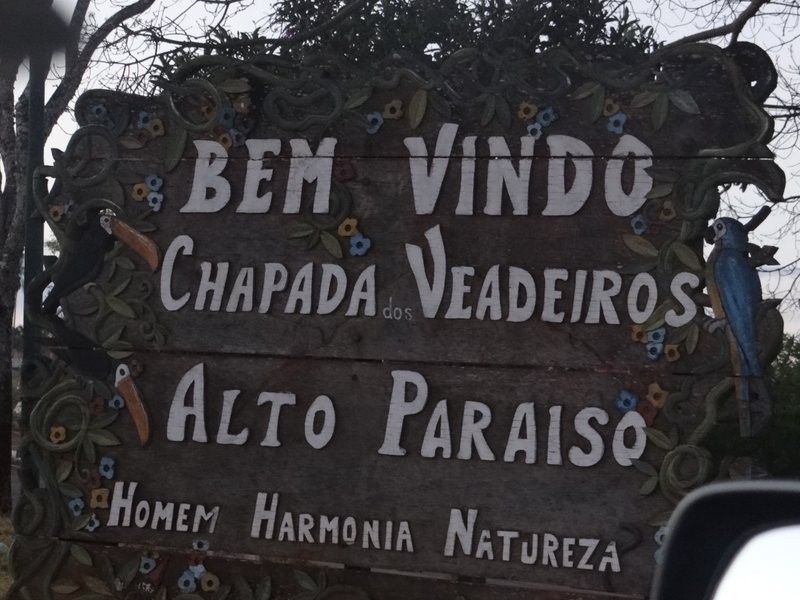 BEM VINDO
CHAPADA dos VEADEIROS
ALTO PARAISO
HOMEM HARMONIA NATUREZA